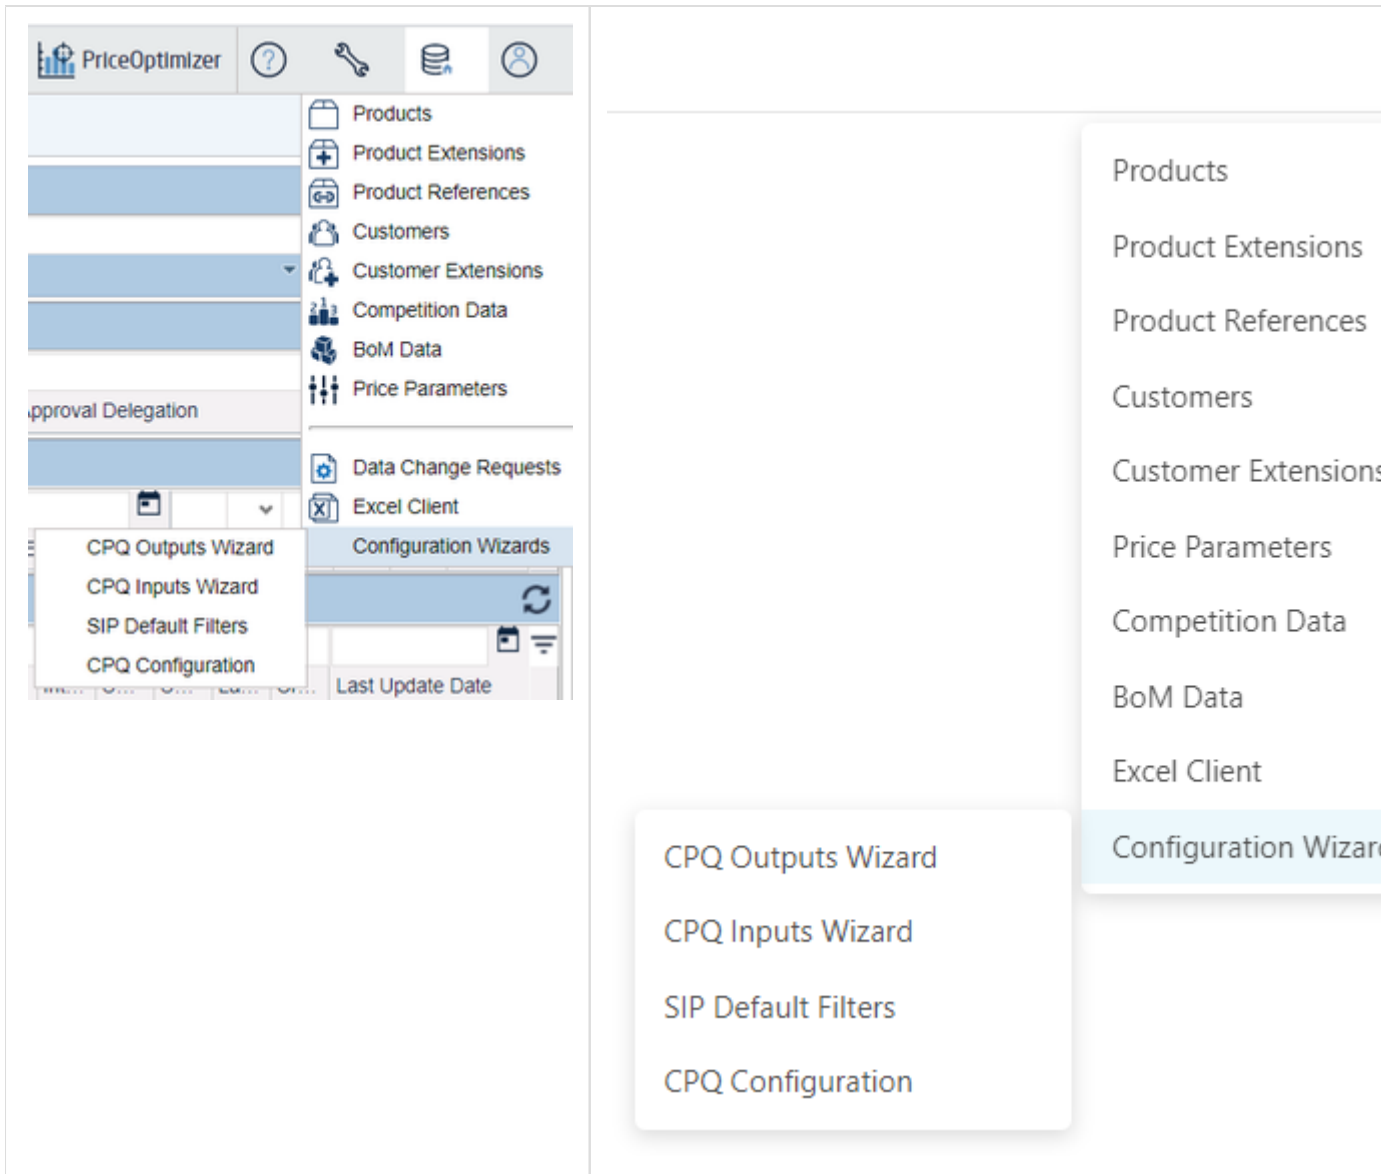 PriceOptimizer
Products
Product Extensions
Product References
Customers
Customer Extensions
Competition Data
BoM Data
Price Parameters
Approval Delegation
Data Change Requests
Excel Client
Configuration Wizards
CPQ Outputs Wizard
CPQ Inputs Wizard
SIP Default Filters
CPQ Configuration
Last Update Date
Products
Product Extensions
Product References
Customers
Customer Extensions
Price Parameters
Competition Data
BoM Data
Excel Client
Configuration Wizar
CPQ Outputs Wizard
CPQ Inputs Wizard
SIP Default Filters
CPQ Configuration